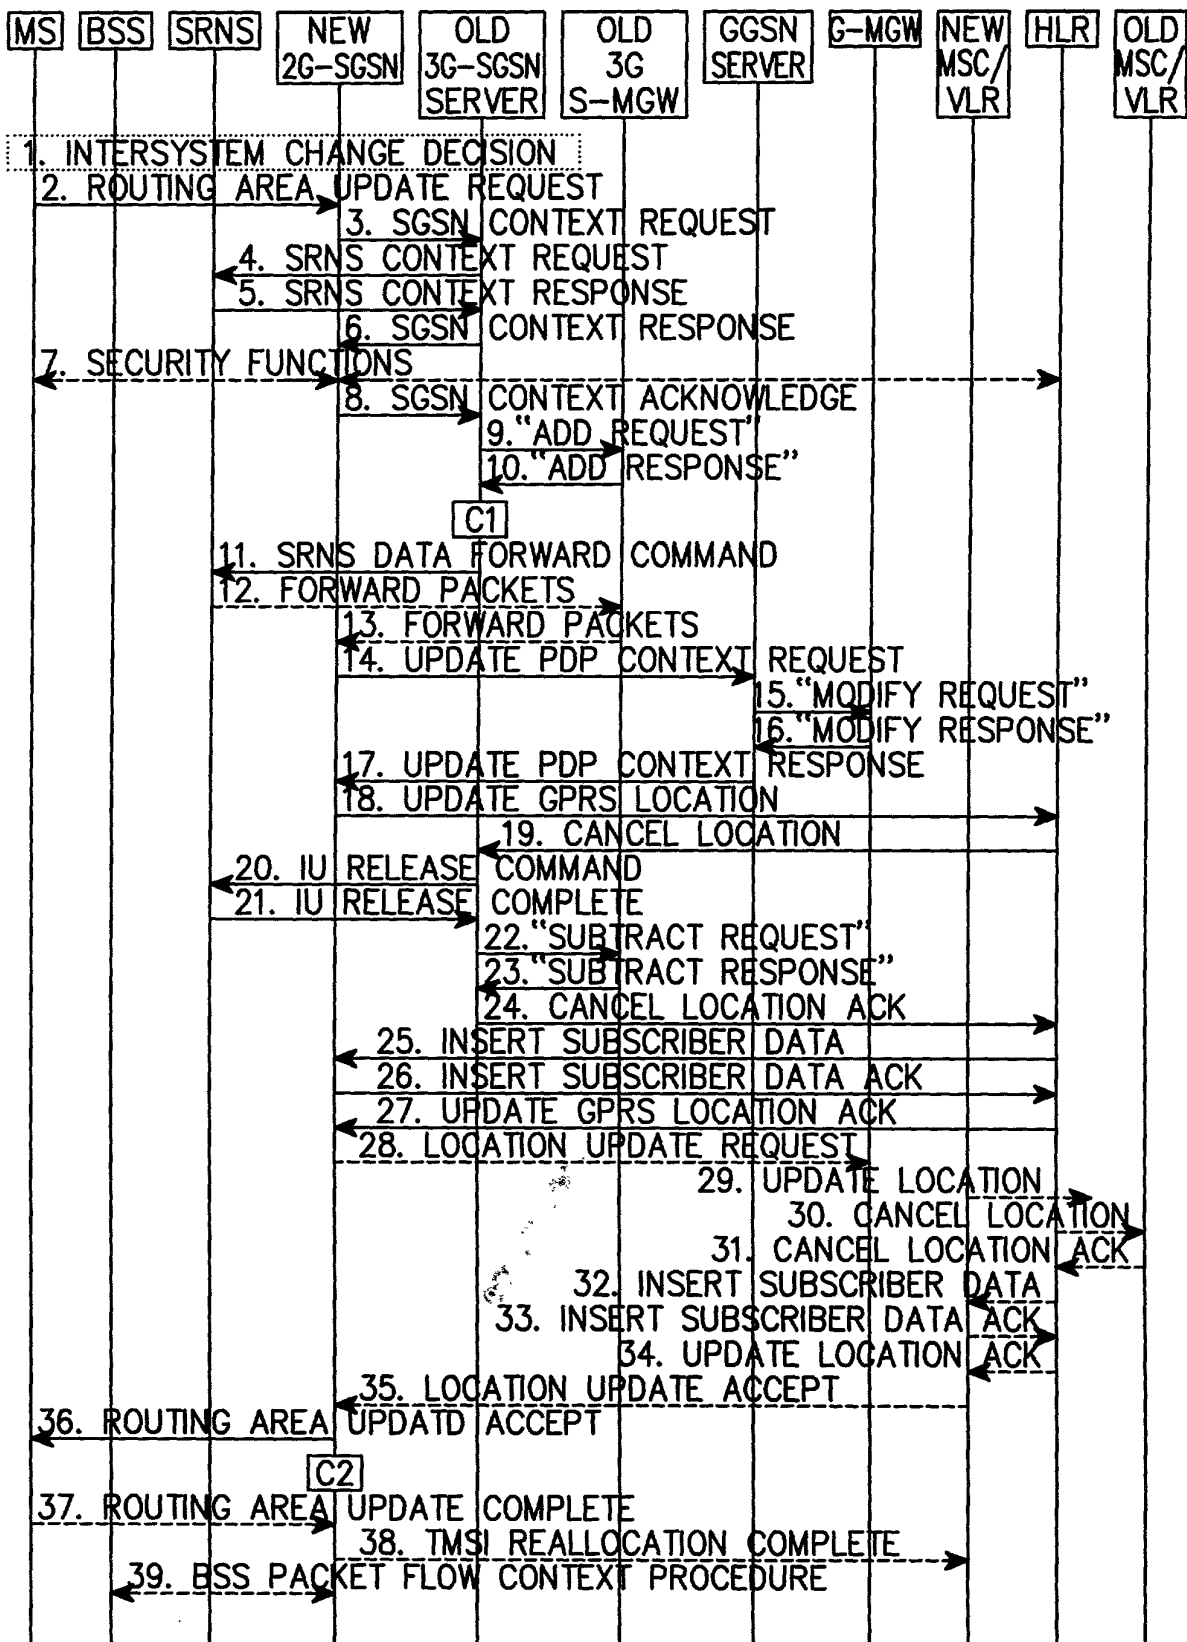 MS BSS SRNS NEW OLD OLD GGSN G-MGW NEW HLR OLD
2G-SGSN 3G-SGSN 3G SERVER MSC/ MSC/
SERVER S-MGW VLR VLR
1. INTERSYSTEM CHANGE DECISION
2. ROUTING AREA UPDATE REQUEST
3. SGSN CONTEXT REQUEST
4. SRNS CONTEXT REQUEST
5. SRNS CONTEXT RESPONSE
6. SGSN CONTEXT RESPONSE
7. SECURITY FUNCTIONS
8. SGSN CONTEXT ACKNOWLEDGE
9. “ADD REQUEST”
10. “ADD RESPONSE”
C1
11. SRNS DATA FORWARD COMMAND
12. FORWARD PACKETS
13. FORWARD PACKETS
14. UPDATE PDP CONTEXT REQUEST
15. “MODIFY REQUEST”
16. “MODIFY RESPONSE”
17. UPDATE PDP CONTEXT RESPONSE
18. UPDATE GPRS LOCATION
19. CANCEL LOCATION
20. IU RELEASE COMMAND
21. IU RELEASE COMPLETE
22. “SUBTRACT REQUEST”
23. “SUBTRACT RESPONSE”
24. CANCEL LOCATION ACK
25. INSERT SUBSCRIBER DATA
26. INSERT SUBSCRIBER DATA ACK
27. UPDATE GPRS LOCATION ACK
28. LOCATION UPDATE REQUEST
29. UPDATE LOCATION
30. CANCEL LOCATION
31. CANCEL LOCATION ACK
32. INSERT SUBSCRIBER DATA
33. INSERT SUBSCRIBER DATA ACK
34. UPDATE LOCATION ACK
35. LOCATION UPDATE ACCEPT
36. ROUTING AREA UPDATD ACCEPT
C2
37. ROUTING AREA UPDATE COMPLETE
38. TMSI REALLOCATION COMPLETE
39. BSS PACKET FLOW CONTEXT PROCEDURE